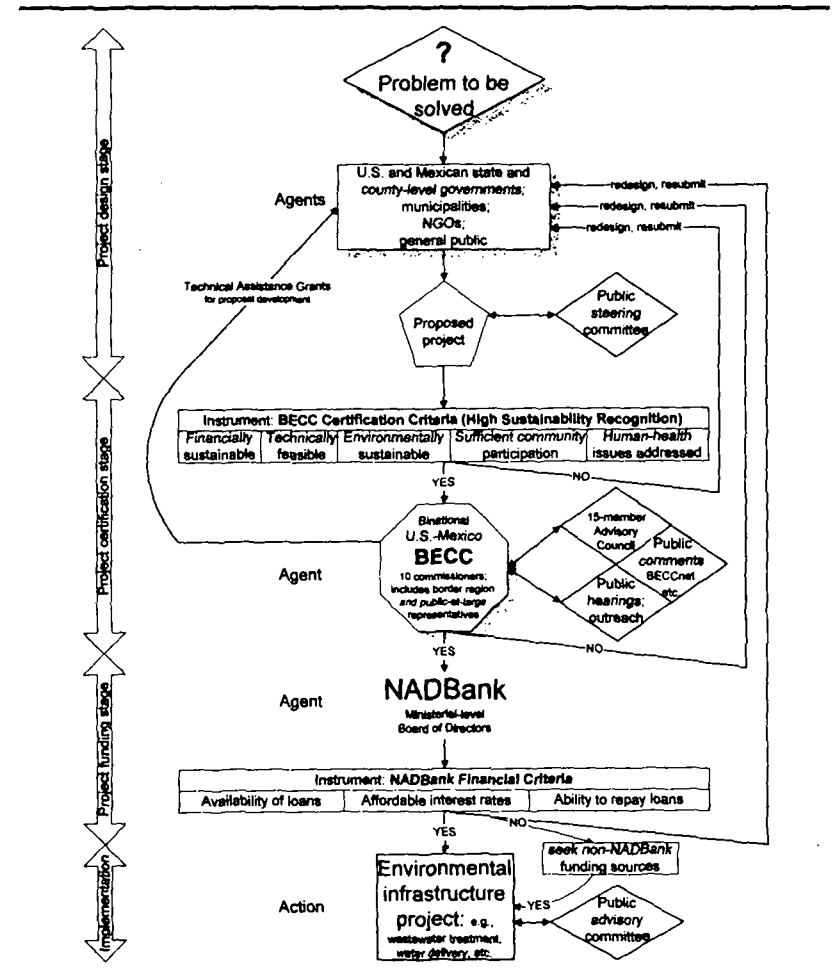 ?
Problem to be
solved
Project design stage
Agents
U.S. and Mexican state and
county-level governments;
municipalities;
NGOs;
general public
redesign, resubmit
redesign, resubmit
redesign, resubmit
Technical Assistance Grants
for proposal development
Proposed
project
Public
steering
committee
Project certification stage
Instrument: BECC Certification Criteria (High Sustainability Recognition)
Financially
sustainable
Technically
feasible
Environmentally
sustainable
Sufficient community
participation
Human-health
issues addressed
YES
NO
Agent
Binational
U.S.-Mexico
BECC
10 commissioners;
includes border region
and public-at-large
representatives
15-member
Advisory
Council
Public
comments
BECCnet
etc.
Public
hearings;
outreach
YES
NO
Project funding stage
Agent
NADBank
Ministerial-level
Board of Directors
Instrument: NADBank Financial Criteria
Availability of loans
Affordable interest rates
Ability to repay loans
YES
NO
seek non-NADBank
funding sources
YES
Implementation
Action
Environmental
infrastructure
project: e.g.,
wastewater treatment,
water delivery, etc.
Public
advisory
committee